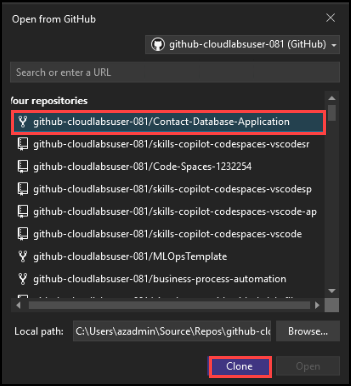 Open from GitHub
github-cloudlabsuser-081 (GitHub)
Search or enter a URL
Your repositories
github-cloudlabsuser-081/Contact-Database-Application
github-cloudlabsuser-081/skills-copilot-codespaces-vscodesr
github-cloudlabsuser-081/Code-Spaces-1232254
github-cloudlabsuser-081/skills-copilot-codespaces-vscodesp
github-cloudlabsuser-081/skills-copilot-codespaces-vscode-ap
github-cloudlabsuser-081/skills-copilot-codespaces-vscode
github-cloudlabsuser-081/MLOpsTemplate
github-cloudlabsuser-081/business-process-automation
Local path: C:\Users\azadmin\Source\Repos\github-clo Browse...
Clone Open